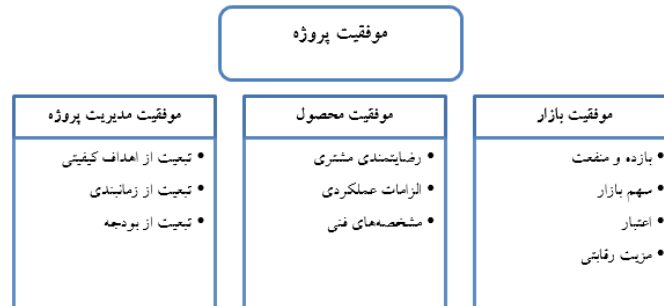 موفقیت پروژه
موفقیت بازار
• بازده و منفعت
• سهم بازار
• اعتبار
• مزیت رقابتی
موفقیت محصول
• رضایتمندی مشتری
• الزامات عملکردی
• مشخصه‌های فنی
موفقیت مدیریت پروژه
• تبعیت از اهداف کیفیتی
• تبعیت از زمانبندی
• تبعیت از بودجه